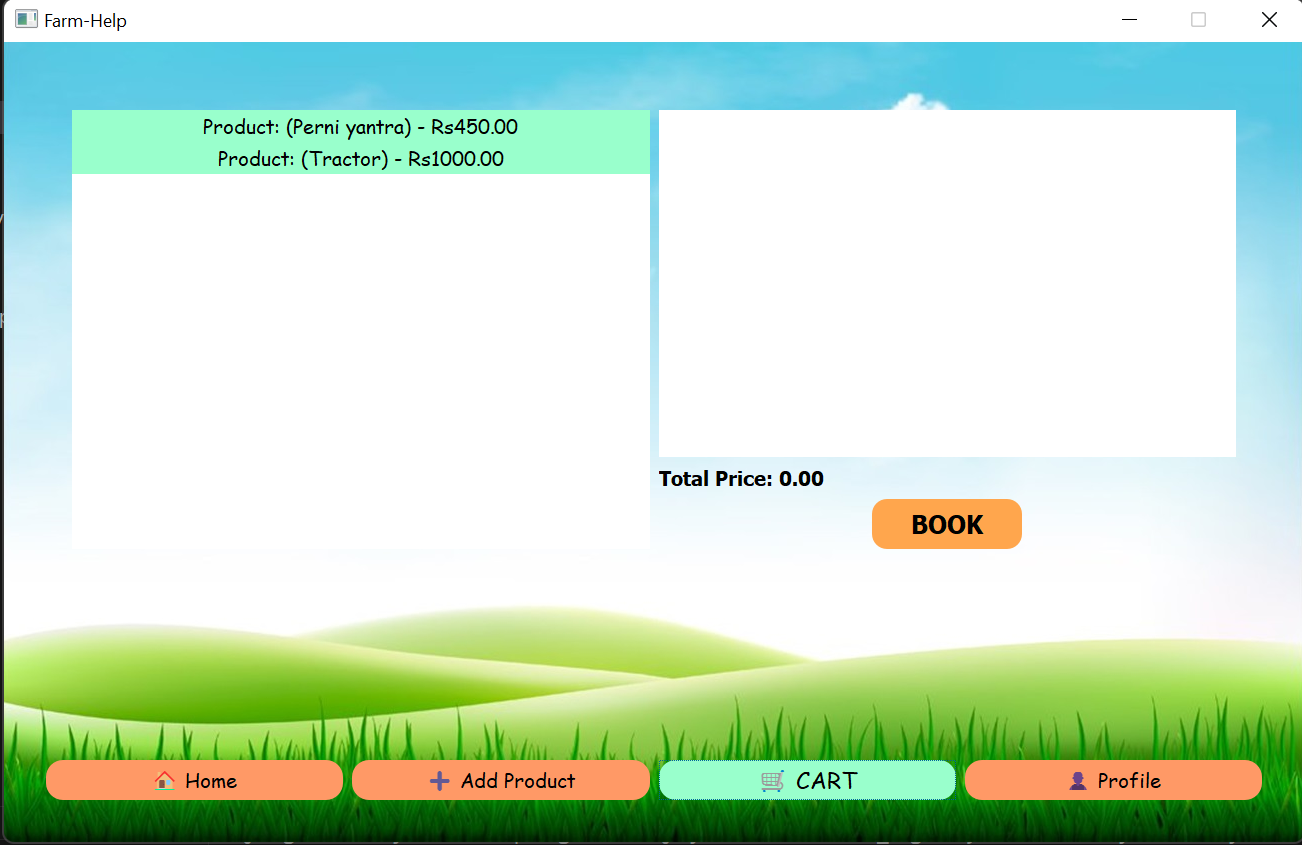 Farm-Help
Product: (Perni yantra) - Rs450.00
Product: (Tractor) - Rs1000.00
Total Price: 0.00
BOOK
Home
Add Product
CART
Profile